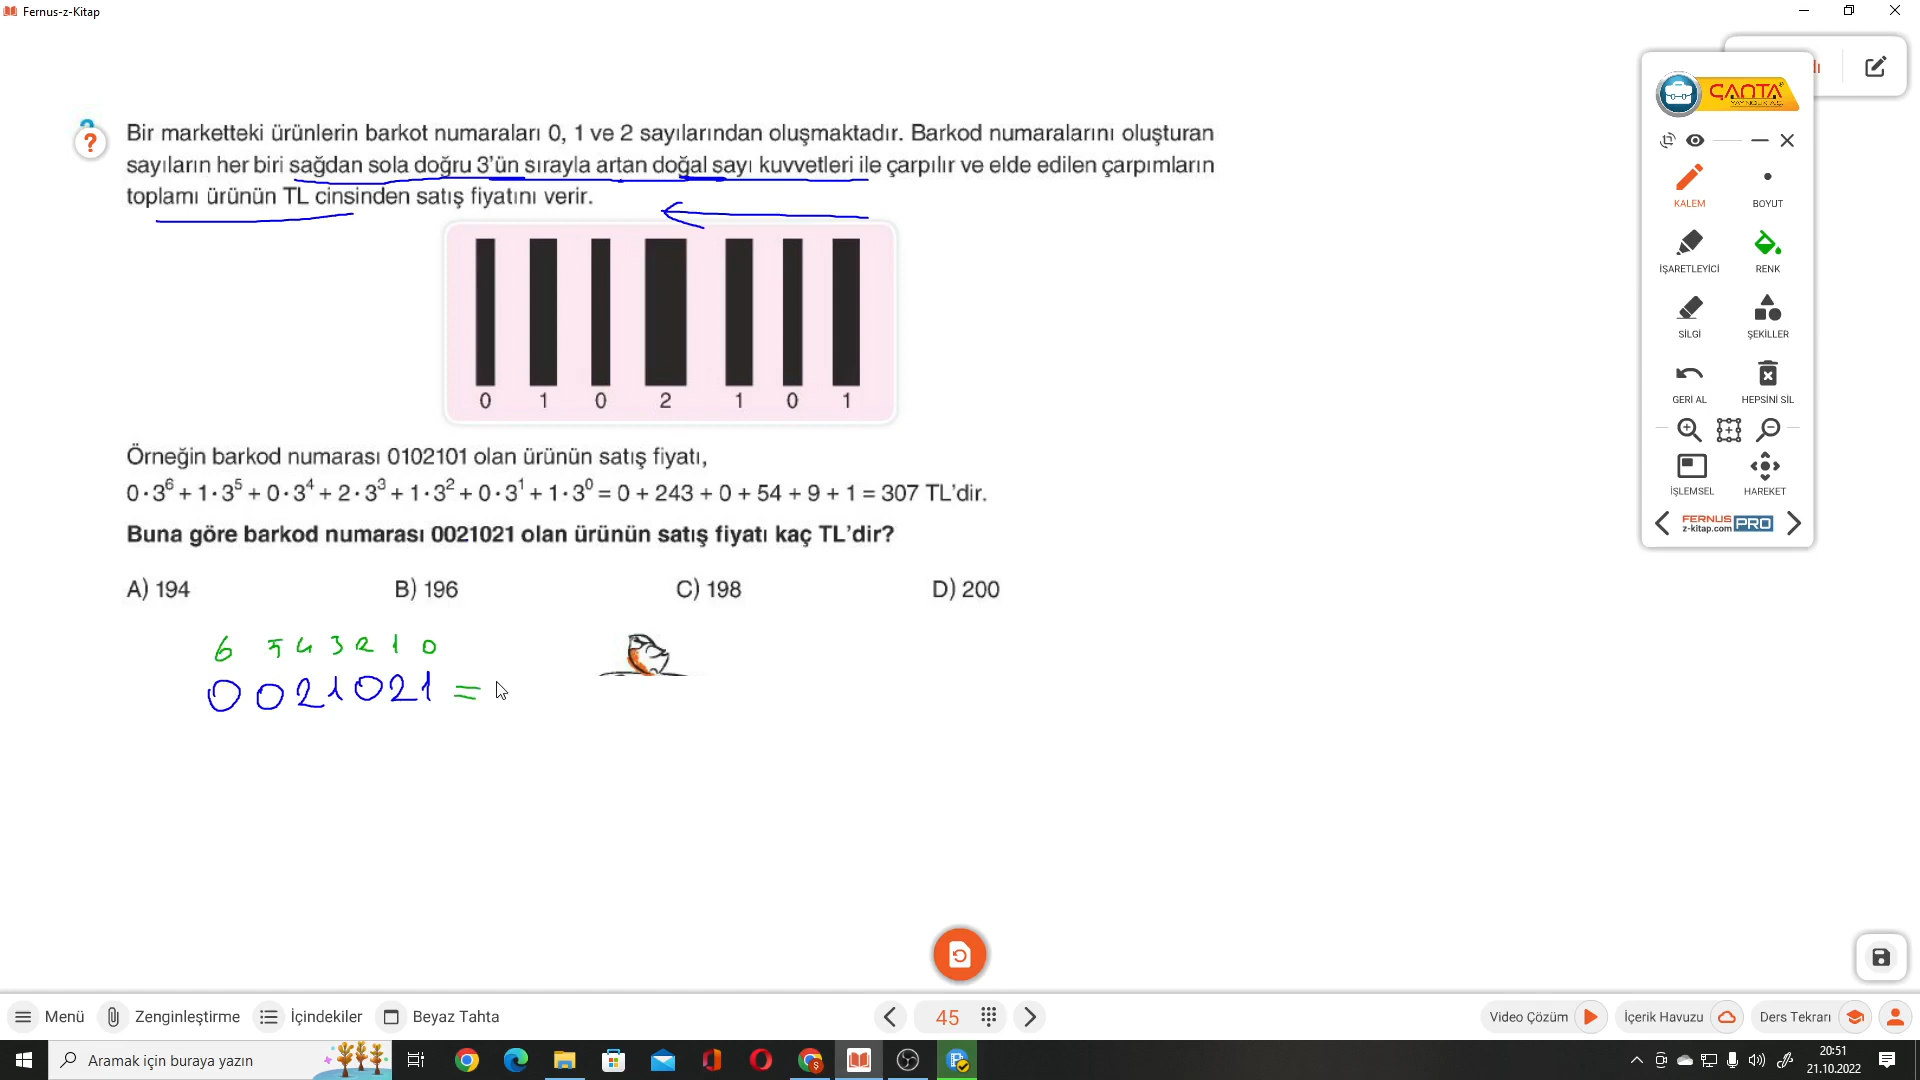 Fernus-z-Kitap
Bir marketteki ürünlerin barkot numaraları 0, 1 ve 2 sayılarından oluşmaktadır. Barkod numaralarını oluşturan
sayıların her biri sağdan sola doğru 3'ün sırayla artan doğal sayı kuvvetleri ile çarpılır ve elde edilen çarpımların
toplamı ürünün TL cinsinden satış fiyatını verir.
0 1 0 2 1 0 1
Örneğin barkod numarası 0102101 olan ürünün satış fiyatı,
0·3⁶ + 1·3⁵ + 0·3⁴ + 2·3³ + 1·3² + 0·3¹ + 1·3⁰ = 0 + 243 + 0 + 54 + 9 + 1 = 307 TL'dir.
Buna göre barkod numarası 0021021 olan ürünün satış fiyatı kaç TL'dir?
A) 194 B) 196 C) 198 D) 200
6 5 4 3 2 1 0
0021021 =
ÇANTA
KALEM BOYUT
İŞARETLEYİCİ RENK
SİLGİ ŞEKİLLER
GERİ AL HEPSİNİ SİL
İŞLEMSEL HAREKET
FERNUS PRO
z-kitap.com
Menü Zenginleştirme İçindekiler Beyaz Tahta 45 Video Çözüm İçerik Havuzu Ders Tekrarı
Aramak için buraya yazın
20:51
21.10.2022